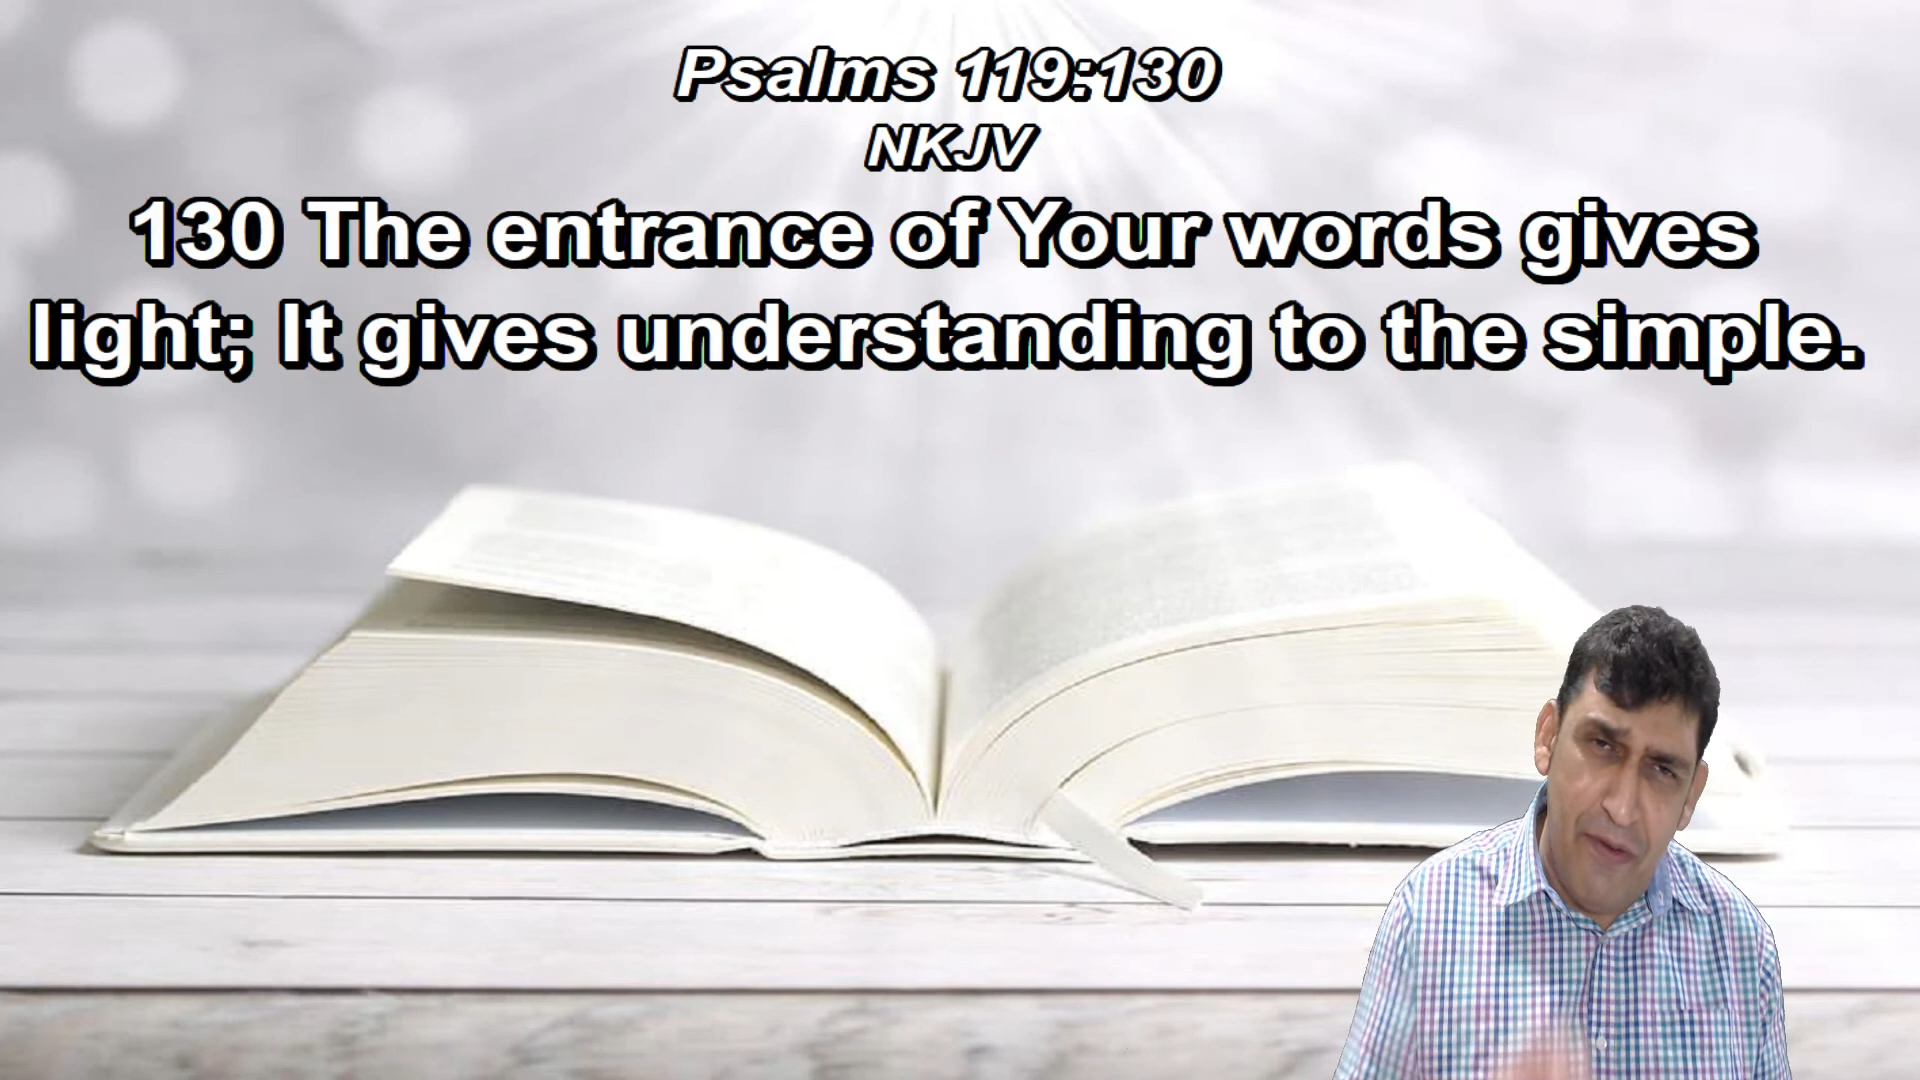 Psalms 119:130
NKJV
130 The entrance of Your words gives
light; It gives understanding to the simple.